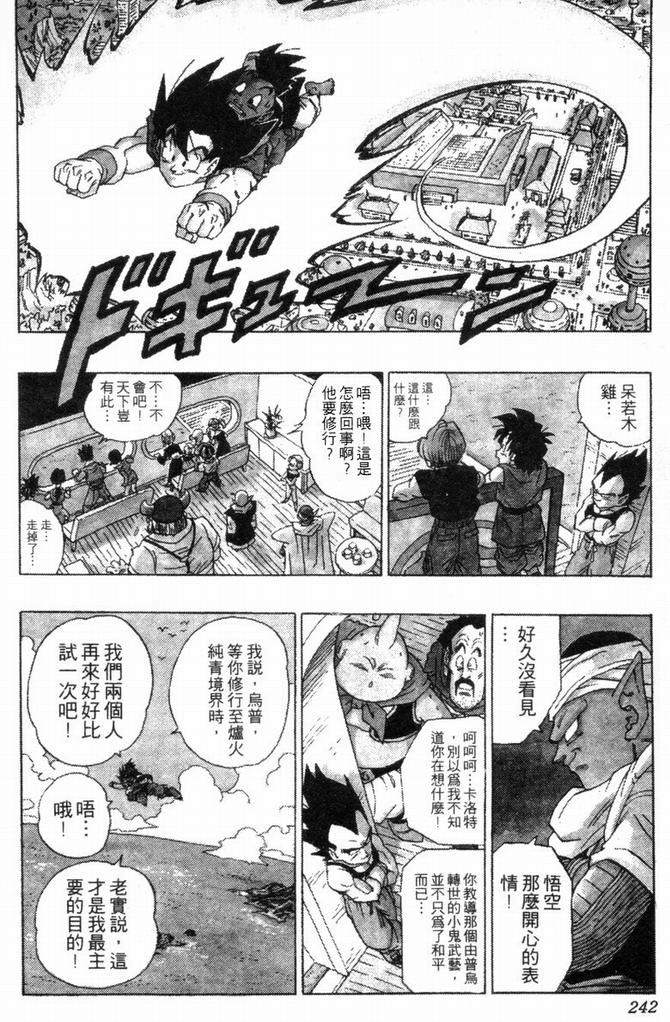 ドギューーン
呆若木
雞…
這…
這什麼跟
什麼？
唔…喂！這是
怎麼回事啊？
他要修行？
不…不
會吧！
天下豈
有此…
走…
走掉了…
好久沒看見
…
悟空
那麼開心的表
情！
呵呵呵…卡洛特
，別以為我不知
道你在想什麼！
你教導那個由普烏
轉世的小鬼武藝，
並不只為了和平
而已…
我說，烏普，
等你修行至爐火
純青境界時，
我們兩個人
再來好好比
試一次吧！
唔…
哦！
老實說，這
才是我最主
要的目的！
242